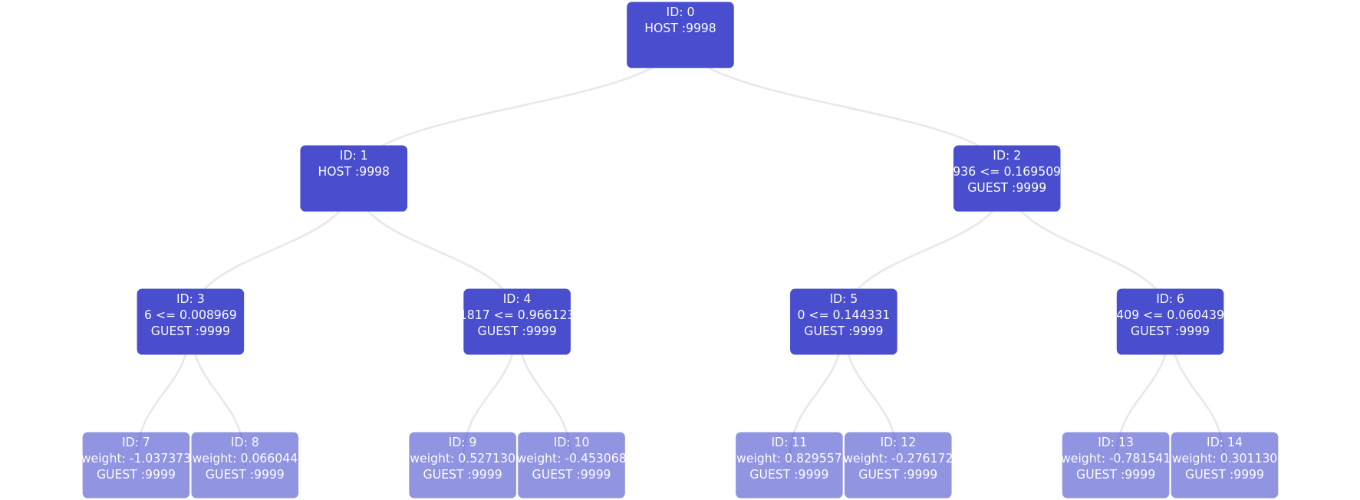 ID: 0
HOST :9998
ID: 1
HOST :9998
ID: 2
936 <= 0.169509
GUEST :9999
ID: 3
6 <= 0.008969
GUEST :9999
ID: 4
1817 <= 0.966123
GUEST :9999
ID: 5
0 <= 0.144331
GUEST :9999
ID: 6
409 <= 0.060439
GUEST :9999
ID: 7
weight: -1.037373
GUEST :9999
ID: 8
weight: 0.066044
GUEST :9999
ID: 9
weight: 0.527130
GUEST :9999
ID: 10
weight: -0.453068
GUEST :9999
ID: 11
weight: 0.829557
GUEST :9999
ID: 12
weight: -0.276172
GUEST :9999
ID: 13
weight: -0.781541
GUEST :9999
ID: 14
weight: 0.301130
GUEST :9999